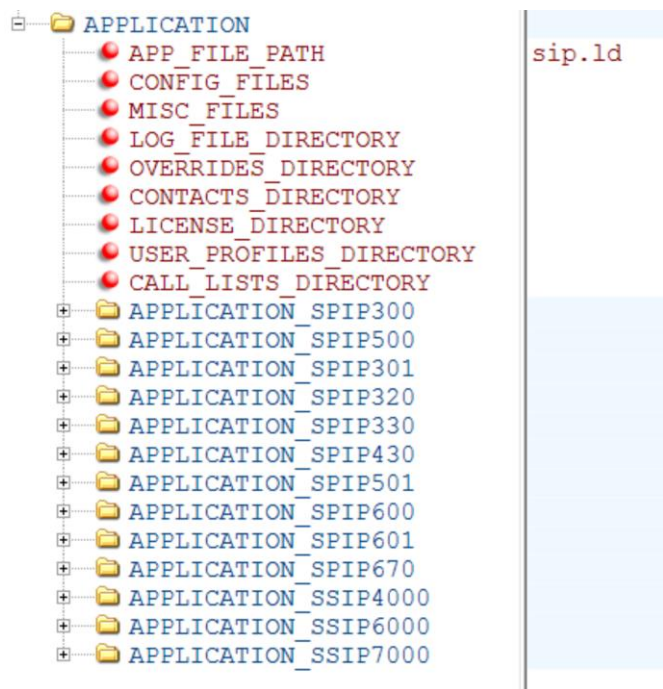 APPLICATION
APP_FILE_PATH sip.ld
CONFIG_FILES
MISC_FILES
LOG_FILE_DIRECTORY
OVERRIDES_DIRECTORY
CONTACTS_DIRECTORY
LICENSE_DIRECTORY
USER_PROFILES_DIRECTORY
CALL_LISTS_DIRECTORY
APPLICATION_SPIP300
APPLICATION_SPIP500
APPLICATION_SPIP301
APPLICATION_SPIP320
APPLICATION_SPIP330
APPLICATION_SPIP430
APPLICATION_SPIP501
APPLICATION_SPIP600
APPLICATION_SPIP601
APPLICATION_SPIP670
APPLICATION_SSIP4000
APPLICATION_SSIP6000
APPLICATION_SSIP7000